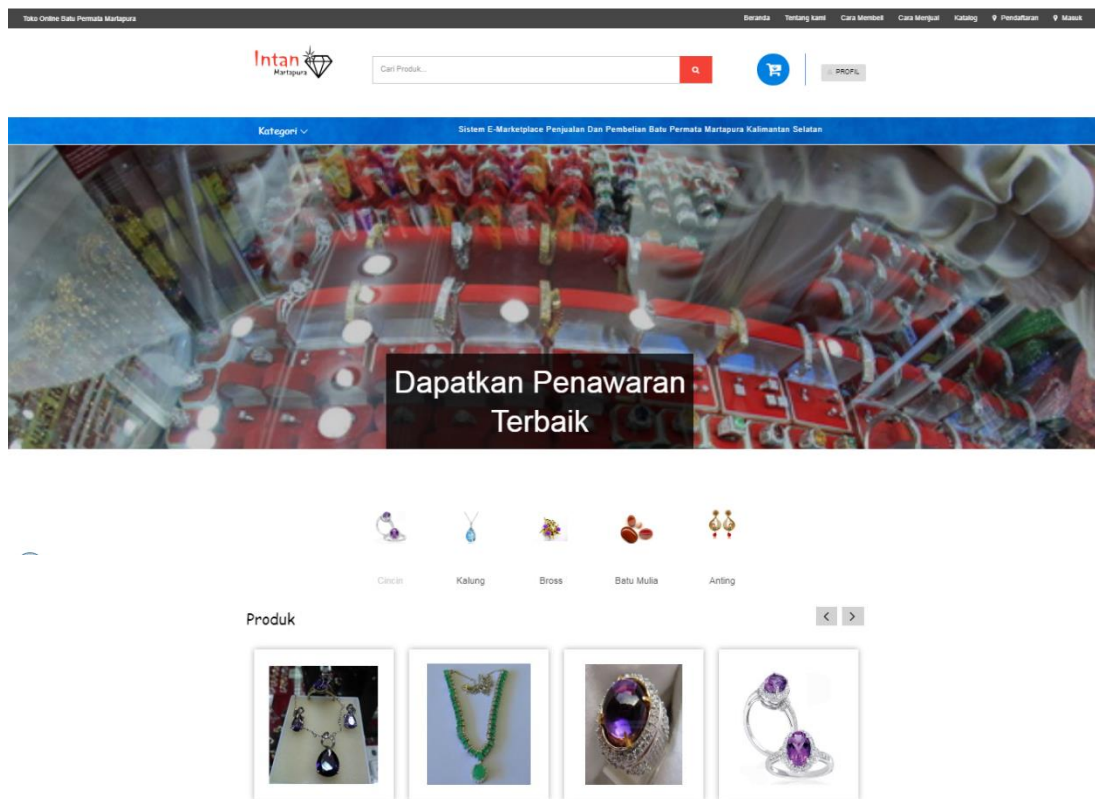 Toko Online Batu Permata Martapura
Beranda Tentang kami Cara Membeli Cara Menjual Katalog Pendaftaran Masuk
Intan
Martapura
Cari Produk...
PROFIL
Kategori
Sistem E-Marketplace Penjualan Dan Pembelian Batu Permata Martapura Kalimantan Selatan
Dapatkan Penawaran
Terbaik
Cincin Kalung Bross Batu Mulia Anting
Produk